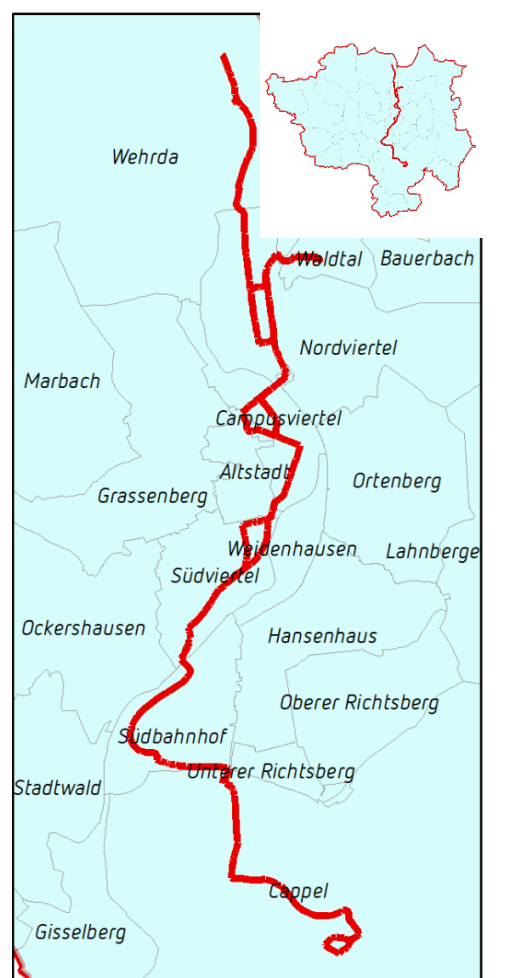 Wehrda
Waldtal
Bauerbach
Nordviertel
Marbach
Campusviertel
Altstadt
Ortenberg
Grassenberg
Weidenhausen
Lahnberge
Südviertel
Ockershausen
Hansenhaus
Oberer Richtsberg
Südbahnhof
Unterer Richtsberg
Stadtwald
Cappel
Gisselberg